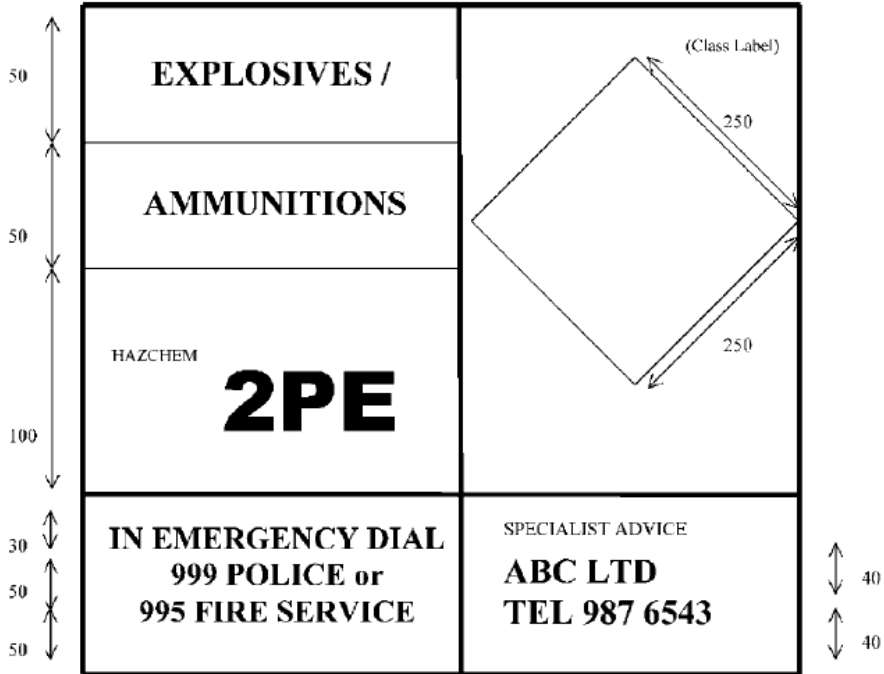 50
EXPLOSIVES /
(Class Label)
250
50
AMMUNITIONS
250
HAZCHEM
2PE
100
30
IN EMERGENCY DIAL
50
999 POLICE or
50
995 FIRE SERVICE
SPECIALIST ADVICE
ABC LTD
40
TEL 987 6543
40